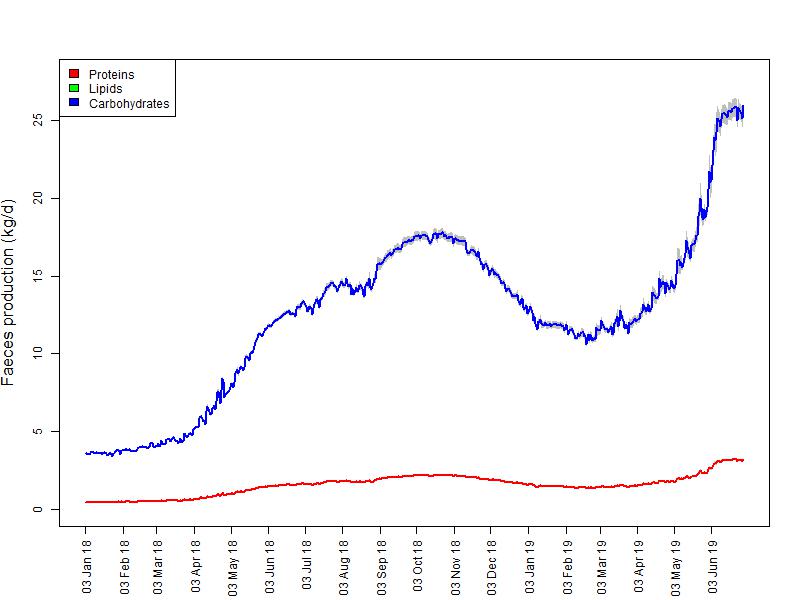 Proteins
Lipids
Carbohydrates
Faeces production (kg/d)
25
20
15
10
5
0
03 Jan 18
03 Feb 18
03 Mar 18
03 Apr 18
03 May 18
03 Jun 18
03 Jul 18
03 Aug 18
03 Sep 18
03 Oct 18
03 Nov 18
03 Dec 18
03 Jan 19
03 Feb 19
03 Mar 19
03 Apr 19
03 May 19
03 Jun 19